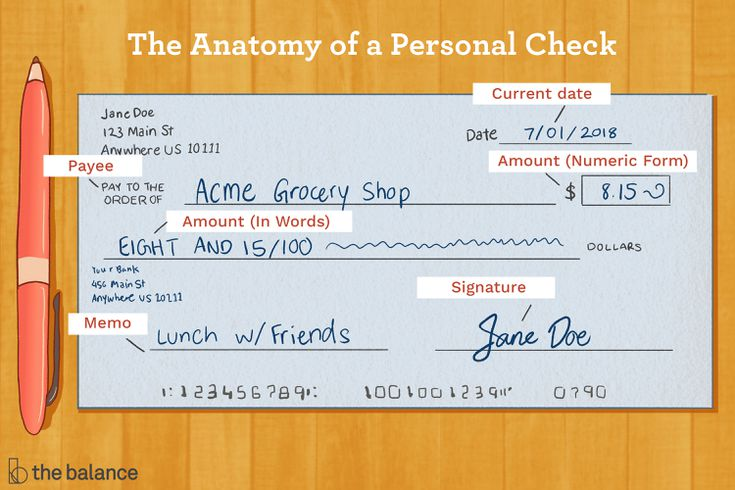 The Anatomy of a Personal Check
Jane Doe
123 Main St
Anywhere US 10111
Current date
Date 7/01/2018
Payee
Amount (Numeric Form)
PAY TO THE
ORDER OF Acme Grocery Shop $ 8.15
Amount (In Words)
EIGHT AND 15/100 DOLLARS
Your Bank
456 Main St
Anywhere US 10111
Signature
Memo
Lunch w/ Friends Jane Doe
⑆123456789⑆ 1001001239⑈ 0790
the balance